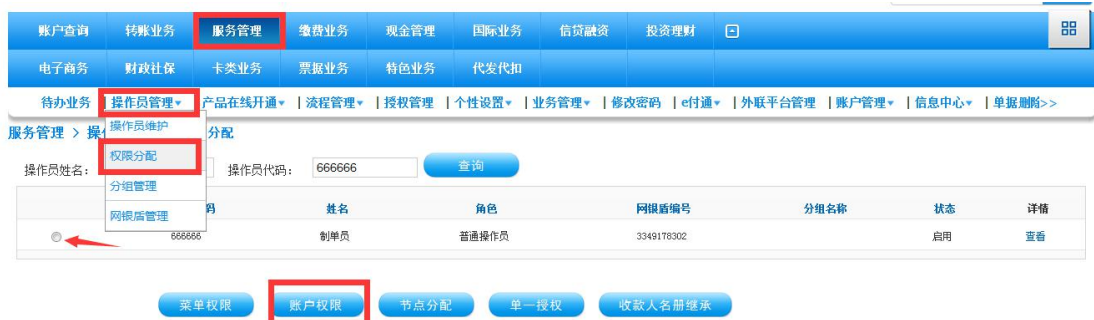 账户查询 转账业务 服务管理 缴费业务 现金管理 国际业务 信贷融资 投资理财
电子商务 财政社保 卡类业务 票据业务 特色业务 代发代扣
待办业务 | 操作员管理 产品在线开通 | 流程管理 | 授权管理 | 个性设置 | 业务管理 | 修改密码 | e付通 | 外联平台管理 | 账户管理 | 信息中心 | 单据删除>>
服务管理 > 操 分配
操作员维护
权限分配
分组管理
网银盾管理
操作员姓名: 操作员代码: 666666 查询
码 姓名 角色 网银盾编号 分组名称 状态 详情
666666 制单员 普通操作员 3349178302 启用 查看
菜单权限 账户权限 节点分配 单一授权 收款人名册继承